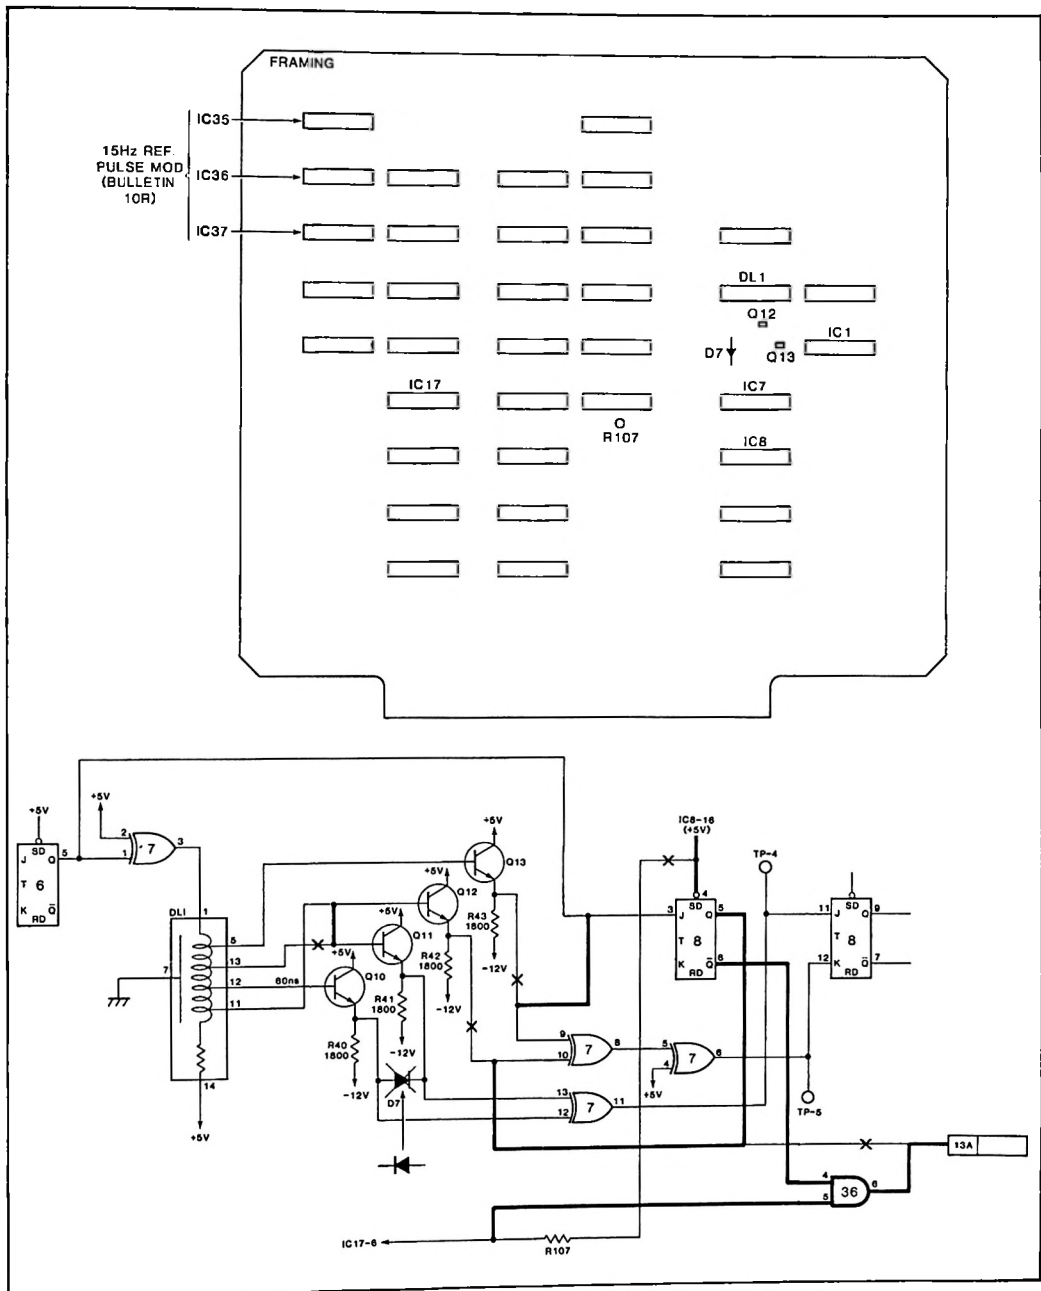 FRAMING
IC35
15Hz REF.
PULSE MOD
(BULLETIN
10R)
IC36
IC37
DL1
Q12
D7
Q13
IC1
IC17
IC7
R107
IC8
+5V
SD
J Q 5
T 6
K Q̄
RD
+5V
2
1
7
3
DL1
1
5
13
12
11
7
14
+5V
60ns
+5V
Q13
+5V
Q12
+5V
Q11
+5V
Q10
R43
1800
-12V
R42
1800
-12V
R41
1800
-12V
R40
1800
-12V
D7
9
10
7
8
5
4
7
6
+5V
13
12
7
11
IC8-16
(+5V)
4
SD
3 J Q 5
T 8
K Q̄ 6
RD
TP-4
SD
11 J Q 9
T 8
12 K Q̄ 7
RD
TP-5
13A
4
5
36
6
IC17-6
R107